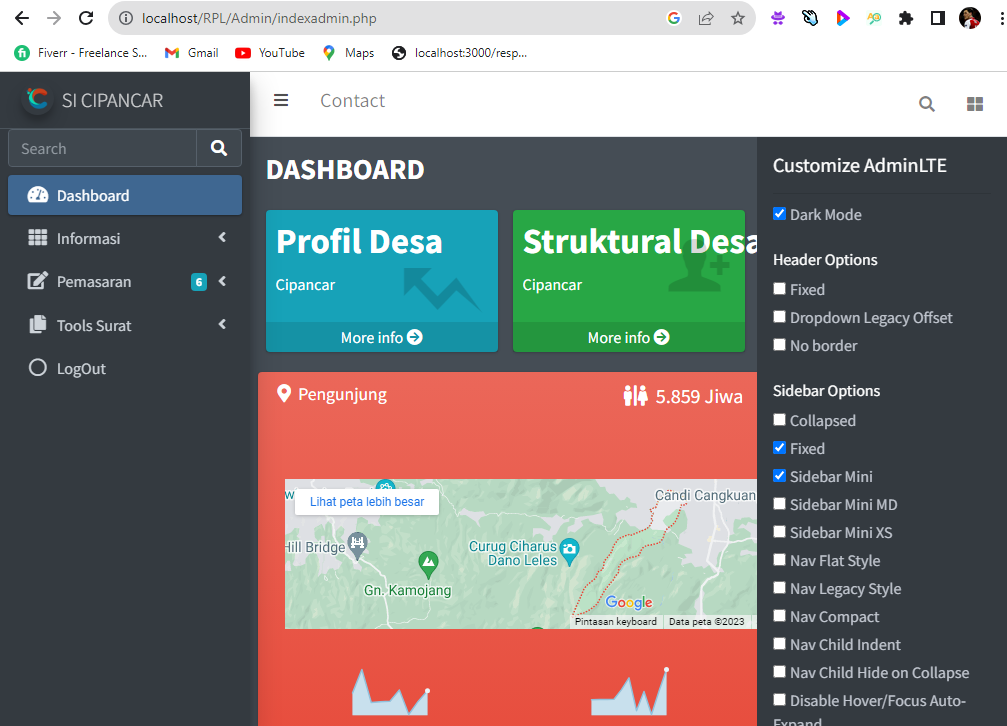 localhost/RPL/Admin/indexadmin.php
Fiverr - Freelance S...
Gmail
YouTube
Maps
localhost:3000/resp...
SI CIPANCAR
Contact
Search
Dashboard
Informasi
Pemasaran 6
Tools Surat
LogOut
DASHBOARD
Profil Desa
Cipancar
More info
Struktural Desa
Cipancar
More info
Pengunjung
5.859 Jiwa
Lihat peta lebih besar
Candi Cangkuan
Hill Bridge
Curug Ciharus
Dano Leles
Gn. Kamojang
Google
Pintasan keyboard
Data peta ©2023
Customize AdminLTE
Dark Mode
Header Options
Fixed
Dropdown Legacy Offset
No border
Sidebar Options
Collapsed
Fixed
Sidebar Mini
Sidebar Mini MD
Sidebar Mini XS
Nav Flat Style
Nav Legacy Style
Nav Compact
Nav Child Indent
Nav Child Hide on Collapse
Disable Hover/Focus Auto-
Expand